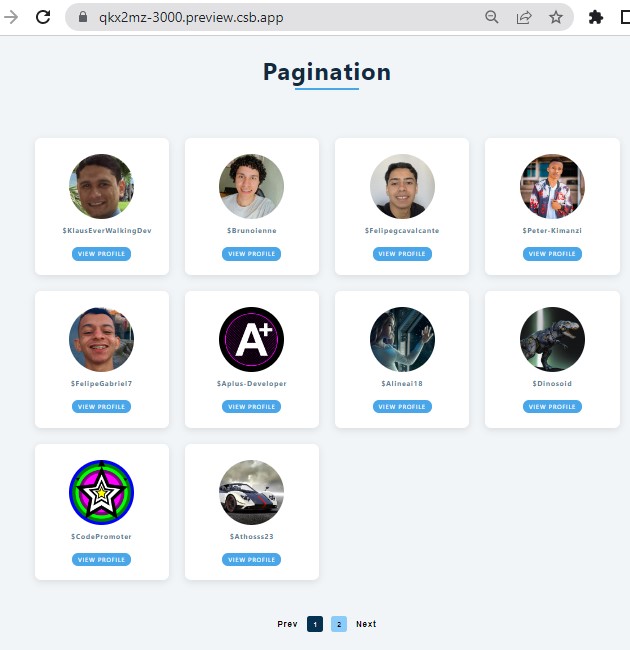 qkx2mz-3000.preview.csb.app
Pagination
$KlausEverWalkingDev
$Brunoienne
$Felipegcavalcante
$Peter-Kimanzi
VIEW PROFILE
VIEW PROFILE
VIEW PROFILE
VIEW PROFILE
A+
$FelipeGabriel7
$Aplus-Developer
$Alineai18
$Dinosoid
VIEW PROFILE
VIEW PROFILE
VIEW PROFILE
VIEW PROFILE
$CodePromoter
$Athosss23
VIEW PROFILE
VIEW PROFILE
Prev 1 2 Next